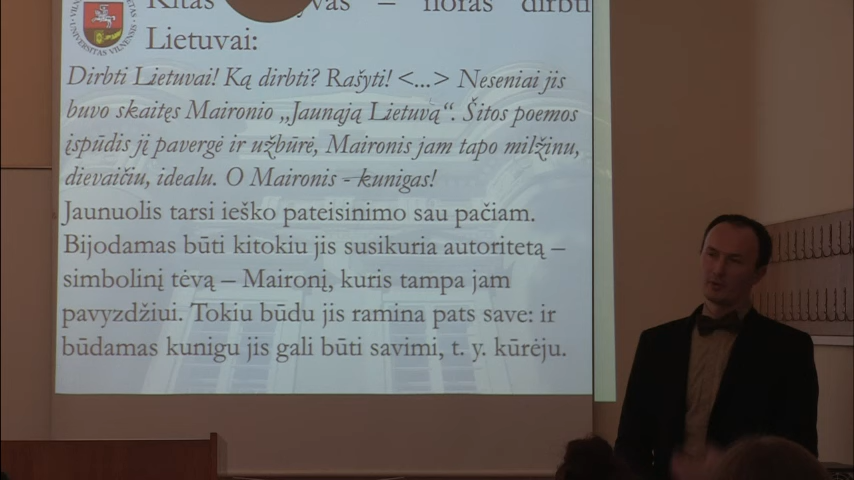 Kitas – noras dirbti
Lietuvai:
Dirbti Lietuvai! Ką dirbti? Rašyti! <...> Neseniai jis
buvo skaitęs Maironio „Jaunąją Lietuvą“. Šitos poemos
įspūdis jį pavergė ir užbūrė, Maironis jam tapo milžinu,
dievaičiu, idealu. O Maironis - kunigas!
Jaunuolis tarsi ieško pateisinimo sau pačiam.
Bijodamas būti kitokiu jis susikuria autoritetą –
simbolinį tėvą – Maironį, kuris tampa jam
pavyzdžiui. Tokiu būdu jis ramina pats save: ir
būdamas kunigu jis gali būti savimi, t. y. kūrėju.